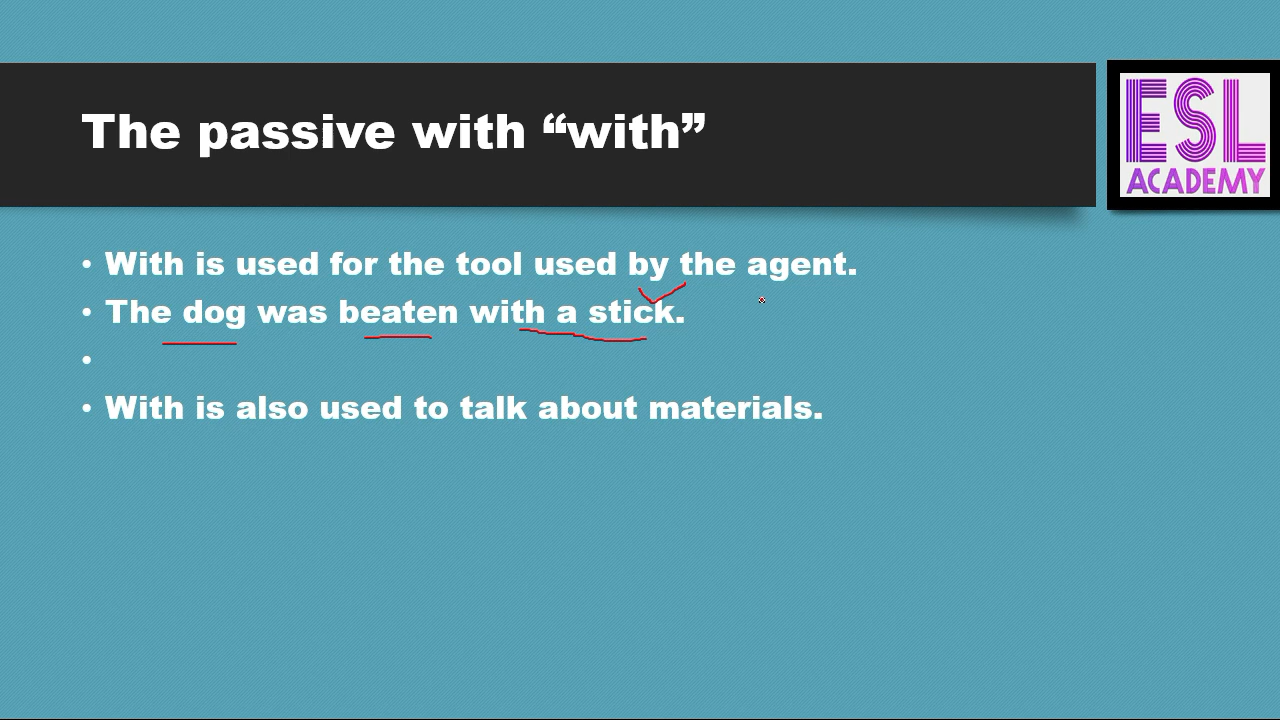 The passive with “with”
ESL
ACADEMY
• With is used for the tool used by the agent.
• The dog was beaten with a stick.
•
• With is also used to talk about materials.